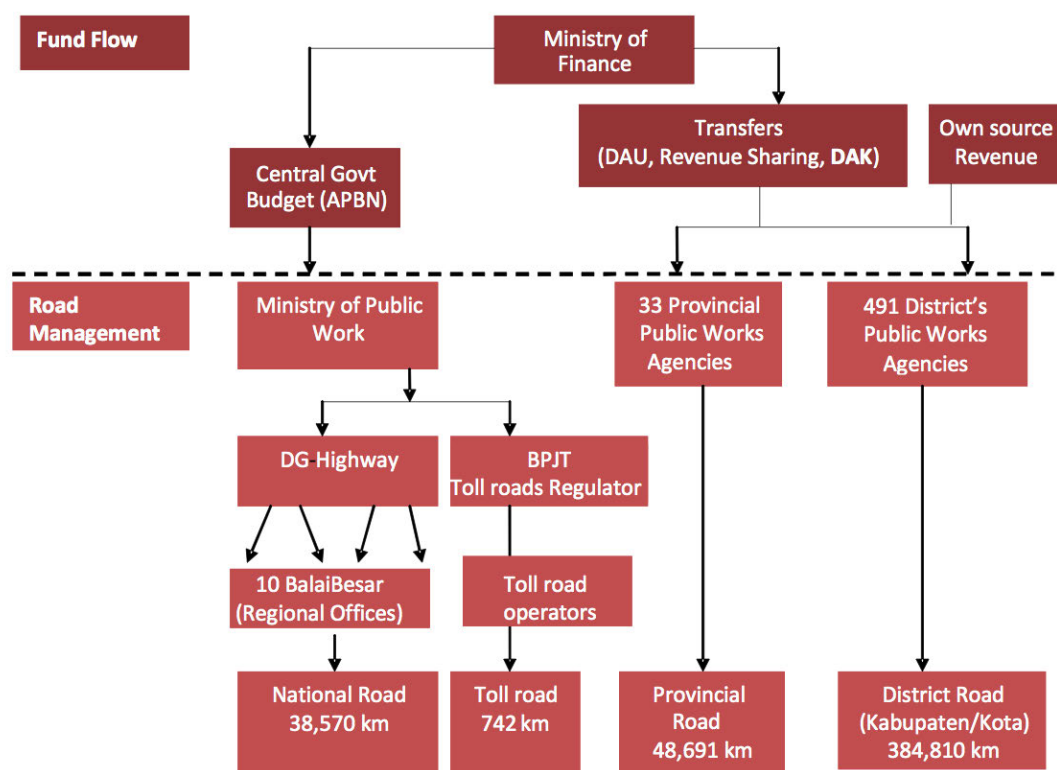 Fund Flow
Ministry of
Finance
Transfers
(DAU, Revenue Sharing, DAK)
Own source
Revenue
Central Govt
Budget (APBN)
Road
Management
Ministry of Public
Work
33 Provincial
Public Works
Agencies
491 District’s
Public Works
Agencies
DG-Highway
BPJT
Toll roads Regulator
10 BalaiBesar
(Regional Offices)
Toll road
operators
National Road
38,570 km
Toll road
742 km
Provincial
Road
48,691 km
District Road
(Kabupaten/Kota)
384,810 km